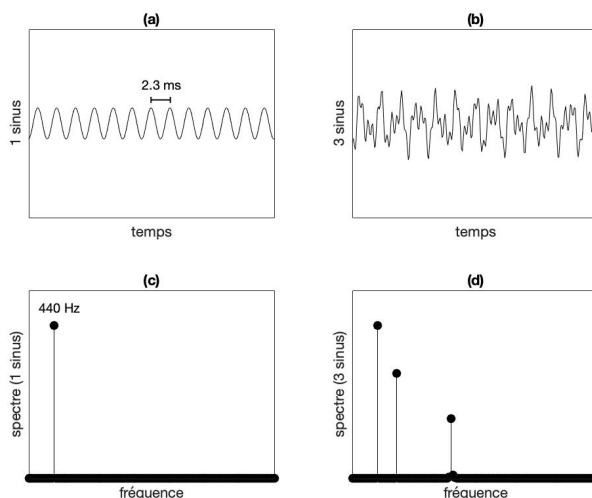 (a)
2.3 ms
1 sinus
temps
(b)
3 sinus
temps
(c)
440 Hz
spectre (1 sinus)
fréquence
(d)
spectre (3 sinus)
fréquence